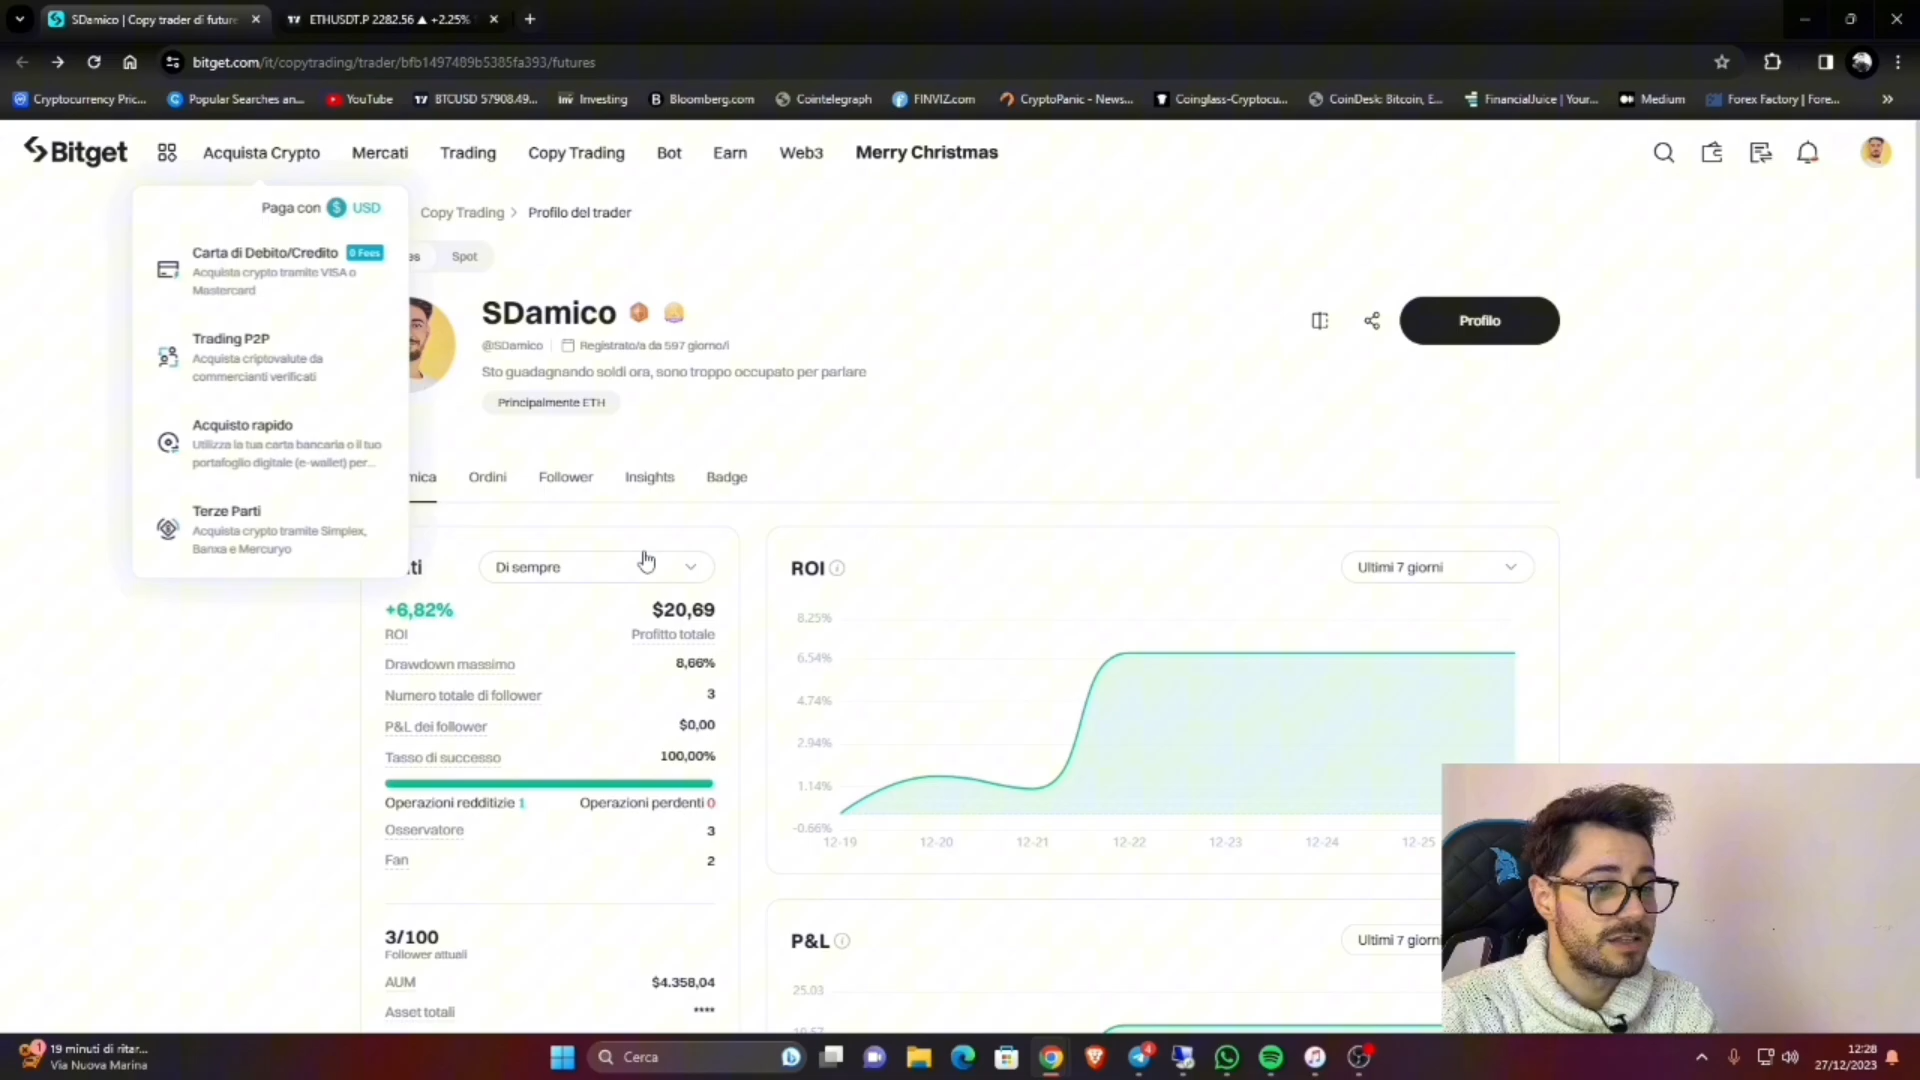 SDamico | Copy trader di future
ETHUSDT.P 2282.56 ▲ +2.25%
bitget.com/it/copytrading/trader/bfb1497489b5385fa393/futures
Cryptocurrency Pric...
Popular Searches an...
YouTube
BTCUSD 57908.49...
Inv Investing
B Bloomberg.com
Cointelegraph
FINVIZ.com
CryptoPanic - News...
Coinglass-Cryptocu...
CoinDesk: Bitcoin, E...
FinancialJuice | Your...
Medium
Forex Factory | Fore...
»
Bitget
Acquista Crypto
Mercati
Trading
Copy Trading
Bot
Earn
Web3
Merry Christmas
Paga con $ USD
Carta di Debito/Credito 0 Fees
Acquista crypto tramite VISA o
Mastercard
Trading P2P
Acquista criptovalute da
commercianti verificati
Acquisto rapido
Utilizza la tua carta bancaria o il tuo
portafoglio digitale (e-wallet) per...
Terze Parti
Acquista crypto tramite Simplex,
Banxa e Mercuryo
Copy Trading > Profilo del trader
es Spot
SDamico
@SDamico Registrato/a da 597 giorno/i
Sto guadagnando soldi ora, sono troppo occupato per parlare
Principalmente ETH
Profilo
mica
Ordini
Follower
Insights
Badge
ti
Di sempre
+6,82% $20,69
ROI Profitto totale
Drawdown massimo 8,66%
Numero totale di follower 3
P&L dei follower $0,00
Tasso di successo 100,00%
Operazioni redditizie 1 Operazioni perdenti 0
Osservatore 3
Fan 2
3/100
Follower attuali
AUM $4.358,04
Asset totali ****
ROI
Ultimi 7 giorni
8.25%
6.54%
4.74%
2.94%
1.14%
-0.66%
12-19 12-20 12-21 12-22 12-23 12-24 12-25
P&L
Ultimi 7 giorni
25.03
1
19 minuti di ritar...
Via Nuova Marina
Cerca
4
12:28
27/12/2023